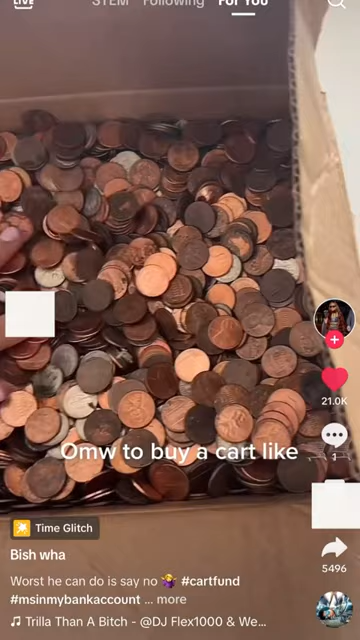 LIVE
STEM Following For You
Omw to buy a cart like
21.0K
1
5496
Time Glitch
Bish wha
Worst he can do is say no 🤷‍♀️ #cartfund
#msinmybankaccount ... more
♫ Trilla Than A Bitch - @DJ Flex1000 & We...